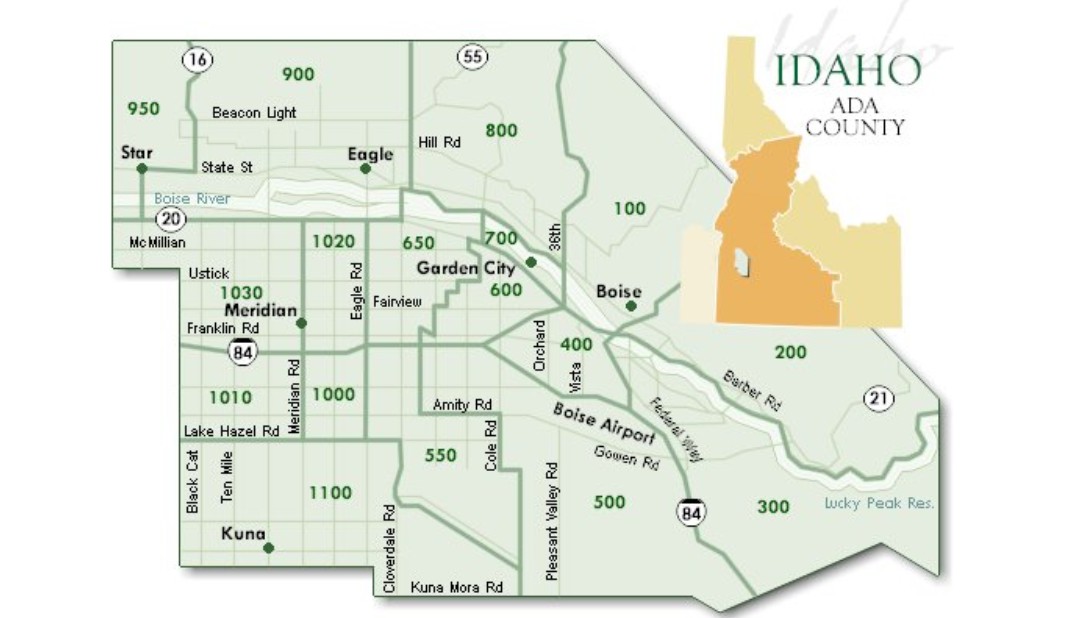 Idaho
IDAHO
ADA
COUNTY
16
55
900
950
Beacon Light
800
Hill Rd
Star
State St
Eagle
Boise River
100
20
McMillian
1020
650
700
36th
Garden City
Ustick
1030
Eagle Rd
Fairview
600
Boise
Meridian
Franklin Rd
84
Orchard
400
200
Vista
Meridian Rd
1010
1000
Barber Rd
21
Amity Rd
Boise Airport
Federal Way
Lake Hazel Rd
Cole Rd
550
Gowen Rd
Black Cat
Ten Mile
1100
Pleasant Valley Rd
500
84
300
Lucky Peak Res.
Kuna
Cloverdale Rd
Kuna Mora Rd